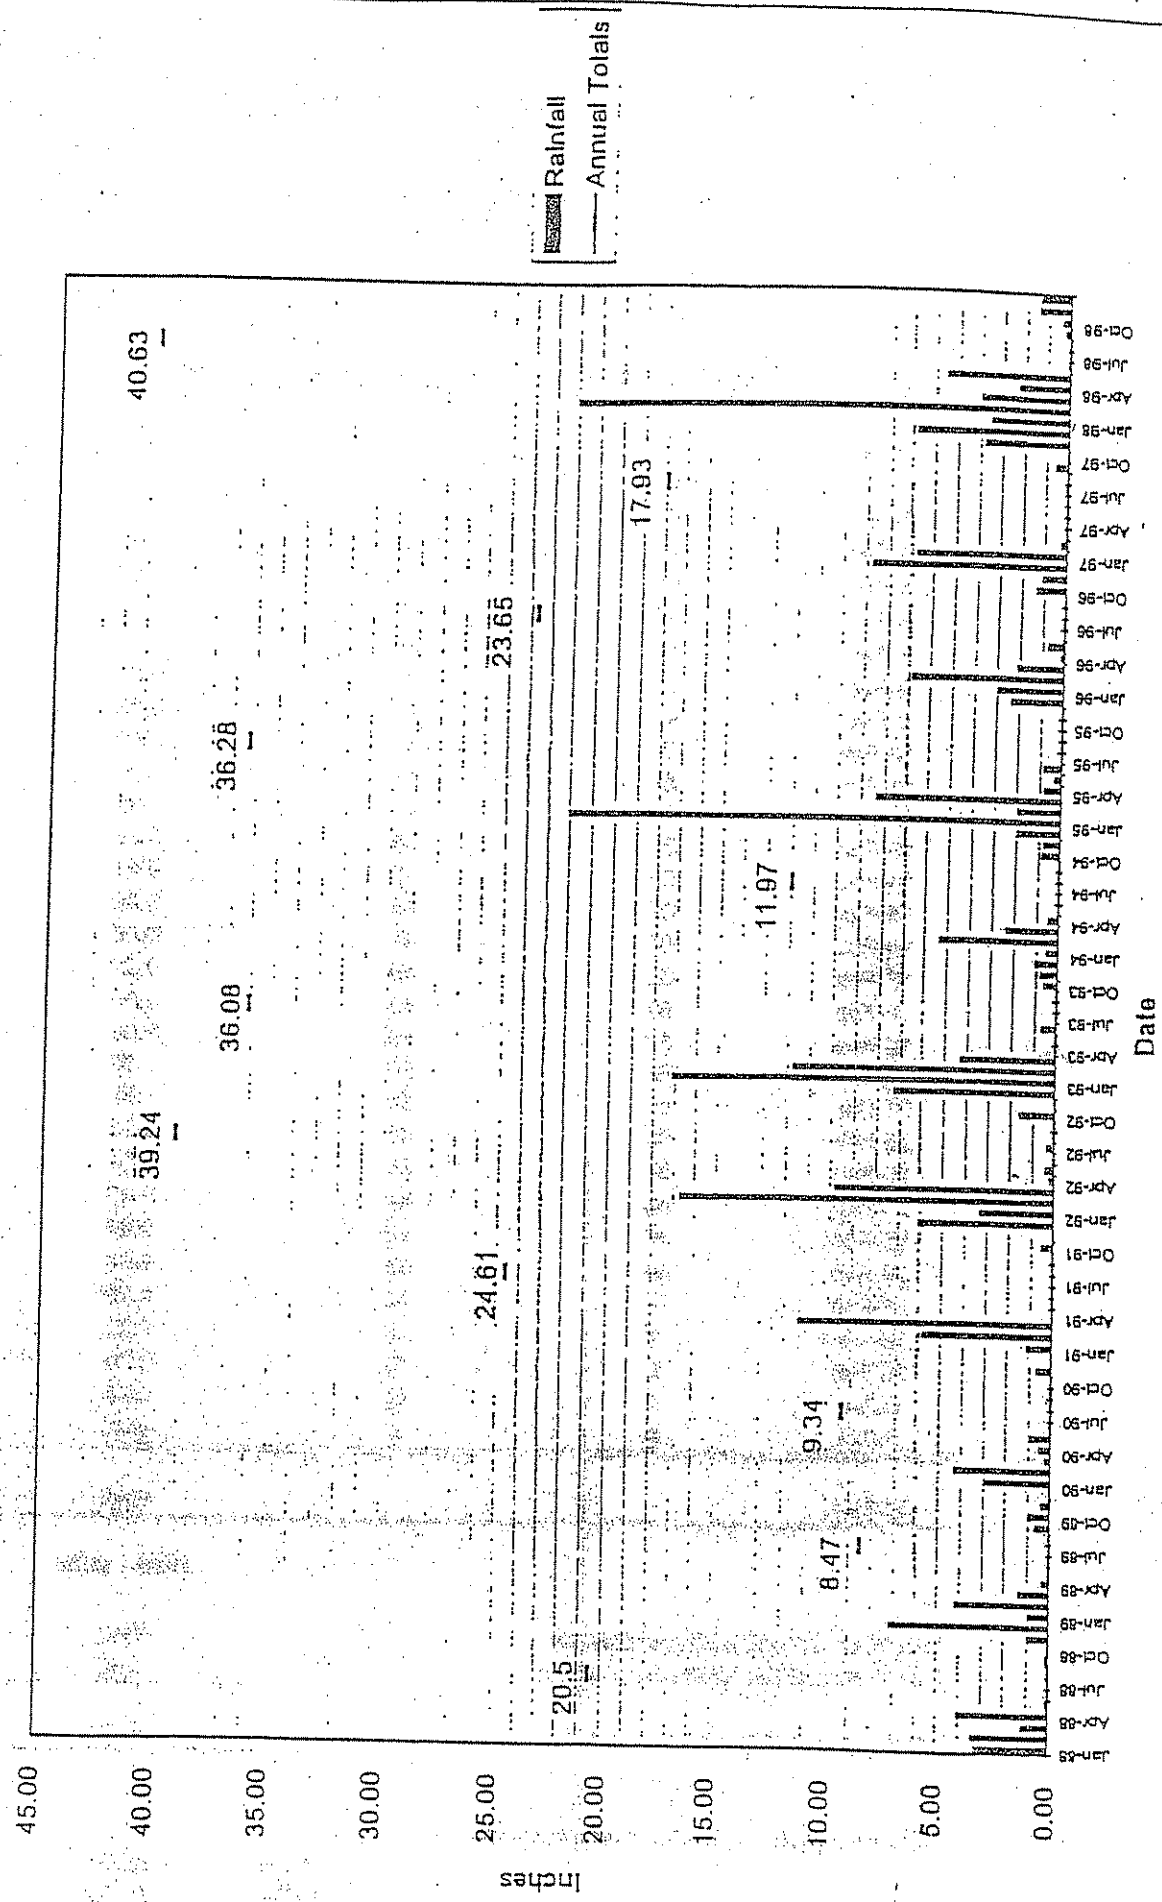 Rainfall
Annual Totals
45.00
40.00
35.00
30.00
25.00
20.00
15.00
10.00
5.00
0.00
Inches
20.5
8.47
9.34
24.61
39.24
36.08
11.97
36.28
23.65
17.93
40.63
Jan-88
Apr-88
Jul-88
Oct-88
Jan-89
Apr-89
Jul-89
Oct-89
Jan-90
Apr-90
Jul-90
Oct-90
Jan-91
Apr-91
Jul-91
Oct-91
Jan-92
Apr-92
Jul-92
Oct-92
Jan-93
Apr-93
Jul-93
Oct-93
Jan-94
Apr-94
Jul-94
Oct-94
Jan-95
Apr-95
Jul-95
Oct-95
Jan-96
Apr-96
Jul-96
Oct-96
Jan-97
Apr-97
Jul-97
Oct-97
Jan-98
Apr-98
Jul-98
Oct-98
Date